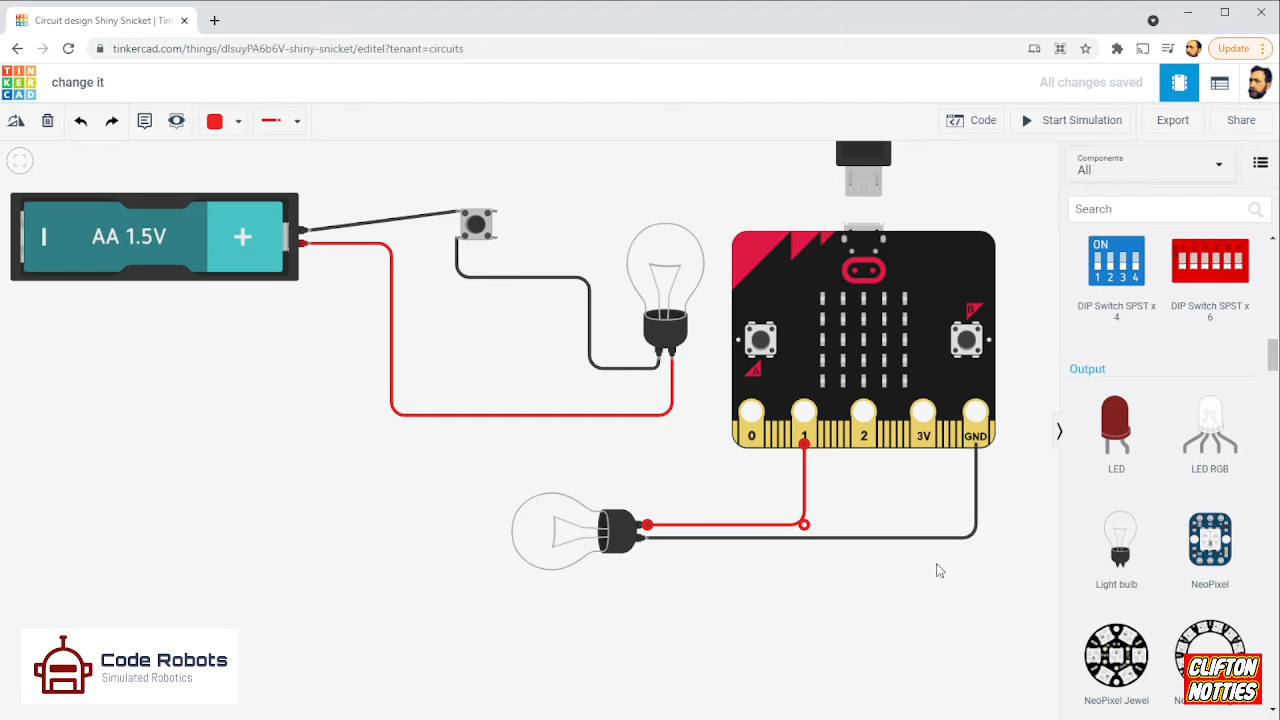 Circuit design Shiny Snicket | Tin
tinkercad.com/things/dlsuyPA6b6V-shiny-snicket/editel?tenant=circuits
Update
TIN
KER
CAD
change it
All changes saved
Code
Start Simulation
Export
Share
Components
All
Search
AA 1.5V
+
ON
1 2 3 4
DIP Switch SPST x
4
DIP Switch SPST x
6
Output
LED
LED RGB
Light bulb
NeoPixel
NeoPixel Jewel
A
B
0
1
2
3V
GND
Code Robots
Simulated Robotics
CLIFTON
NOTTIES